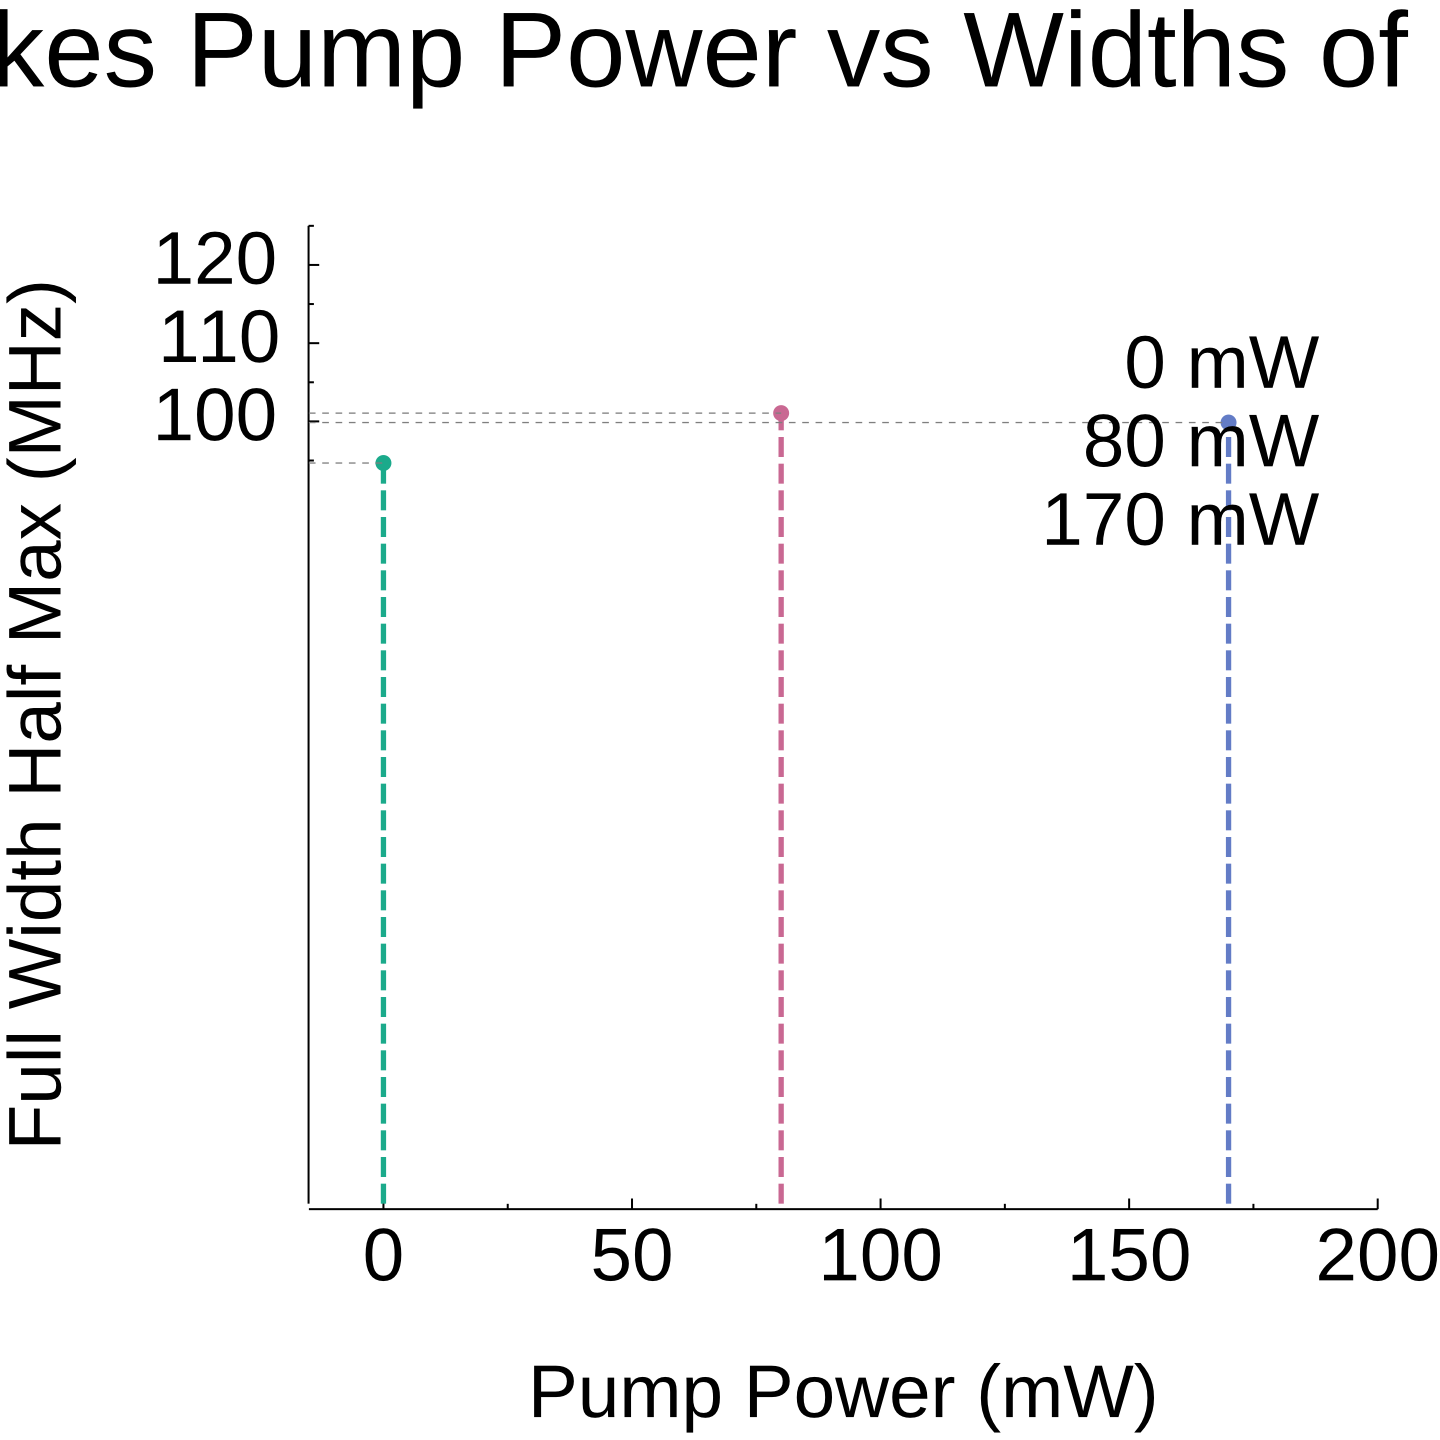 kes Pump Power vs Widths of
Full Width Half Max (MHz)
120
110
100
0 mW
80 mW
170 mW
0 50 100 150 200
Pump Power (mW)